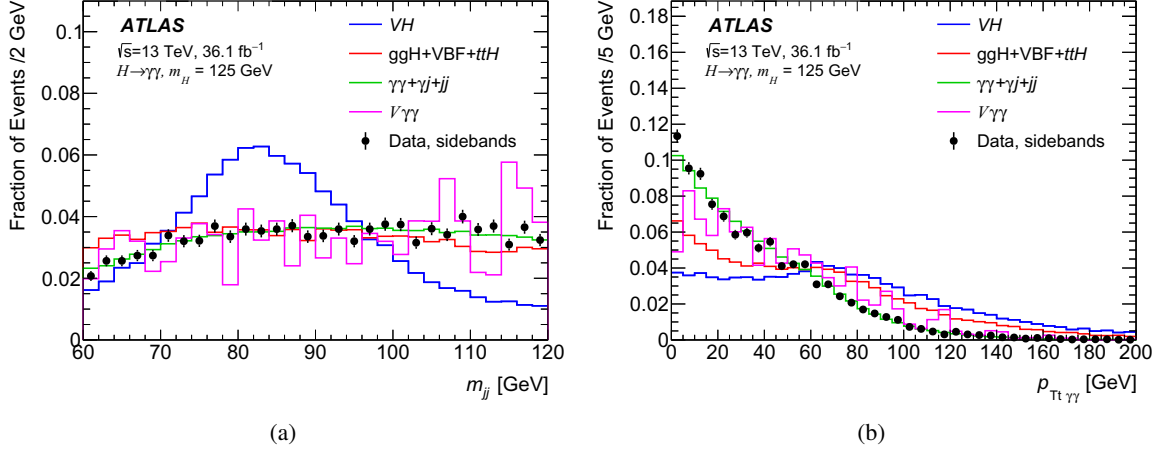 Fraction of Events /2 GeV
0.1
0.08
0.06
0.04
0.02
0
ATLAS
√s=13 TeV, 36.1 fb⁻¹
H→γγ, m_H = 125 GeV
VH
ggH+VBF+ttH
γγ+γj+jj
Vγγ
Data, sidebands
60 70 80 90 100 110 120
m_jj [GeV]
(a)
Fraction of Events /5 GeV
0.18
0.16
0.14
0.12
0.1
0.08
0.06
0.04
0.02
0
ATLAS
√s=13 TeV, 36.1 fb⁻¹
H→γγ, m_H = 125 GeV
VH
ggH+VBF+ttH
γγ+γj+jj
Vγγ
Data, sidebands
0 20 40 60 80 100 120 140 160 180 200
p_Tt γγ [GeV]
(b)